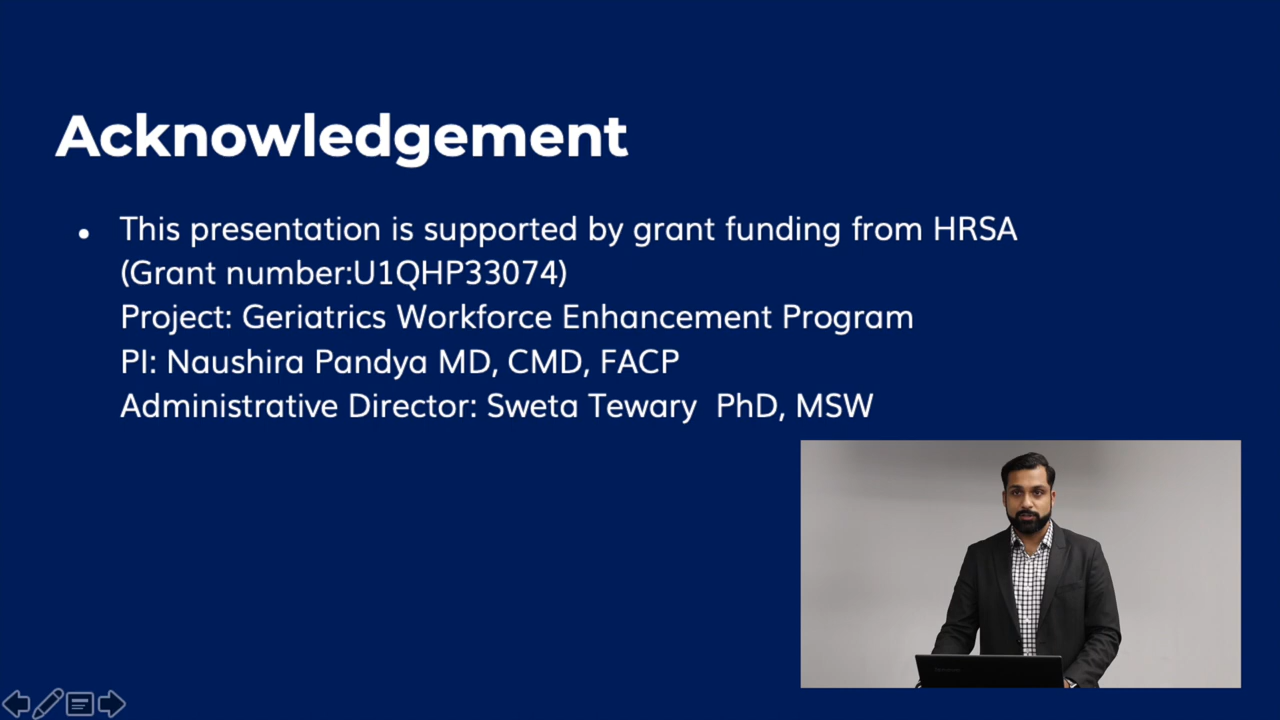 Acknowledgement
• This presentation is supported by grant funding from HRSA
(Grant number:U1QHP33074)
Project: Geriatrics Workforce Enhancement Program
PI: Naushira Pandya MD, CMD, FACP
Administrative Director: Sweta Tewary  PhD, MSW